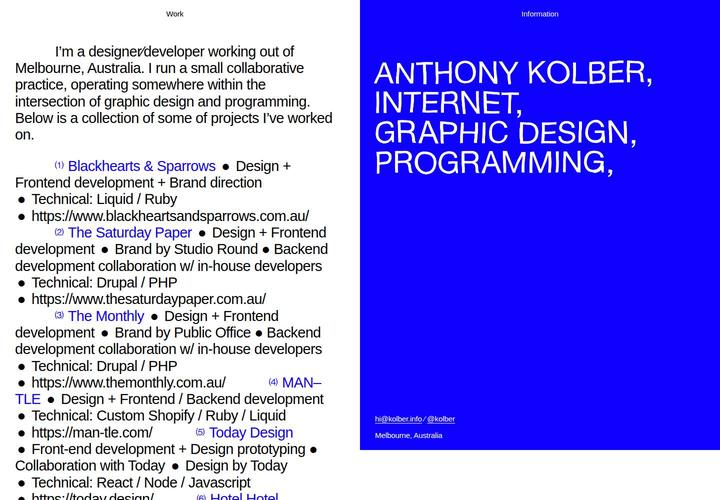 Work
I'm a designer⁄developer working out of
Melbourne, Australia. I run a small collaborative
practice, operating somewhere within the
intersection of graphic design and programming.
Below is a collection of some of projects I've worked
on.
(1) Blackhearts & Sparrows ● Design +
Frontend development + Brand direction
● Technical: Liquid / Ruby
● https://www.blackheartsandsparrows.com.au/
(2) The Saturday Paper ● Design + Frontend
development ● Brand by Studio Round ● Backend
development collaboration w/ in-house developers
● Technical: Drupal / PHP
● https://www.thesaturdaypaper.com.au/
(3) The Monthly ● Design + Frontend
development ● Brand by Public Office ● Backend
development collaboration w/ in-house developers
● Technical: Drupal / PHP
● https://www.themonthly.com.au/ (4) MAN–
TLE ● Design + Frontend / Backend development
● Technical: Custom Shopify / Ruby / Liquid
● https://man-tle.com/ (5) Today Design
● Front-end development + Design prototyping ●
Collaboration with Today ● Design by Today
● Technical: React / Node / Javascript
● https://today.design/ (6) Hotel Hotel
Information
ANTHONY KOLBER,
INTERNET,
GRAPHIC DESIGN,
PROGRAMMING,
hi@kolber.info ⁄ @kolber
Melbourne, Australia